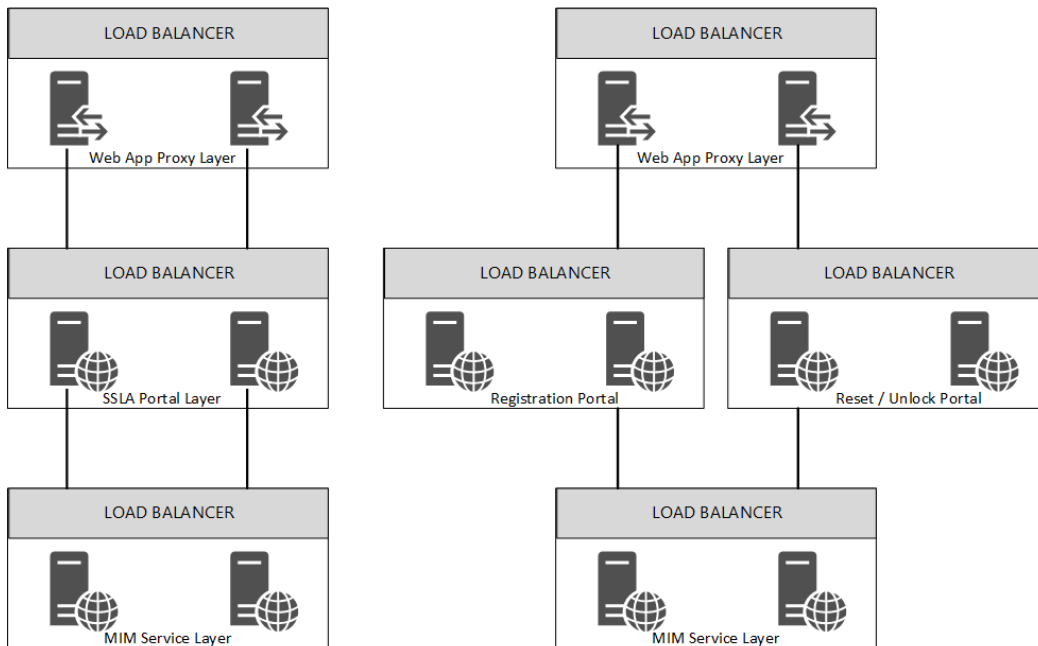 LOAD BALANCER
Web App Proxy Layer
LOAD BALANCER
Web App Proxy Layer
LOAD BALANCER
SSLA Portal Layer
LOAD BALANCER
Registration Portal
LOAD BALANCER
Reset / Unlock Portal
LOAD BALANCER
MIM Service Layer
LOAD BALANCER
MIM Service Layer